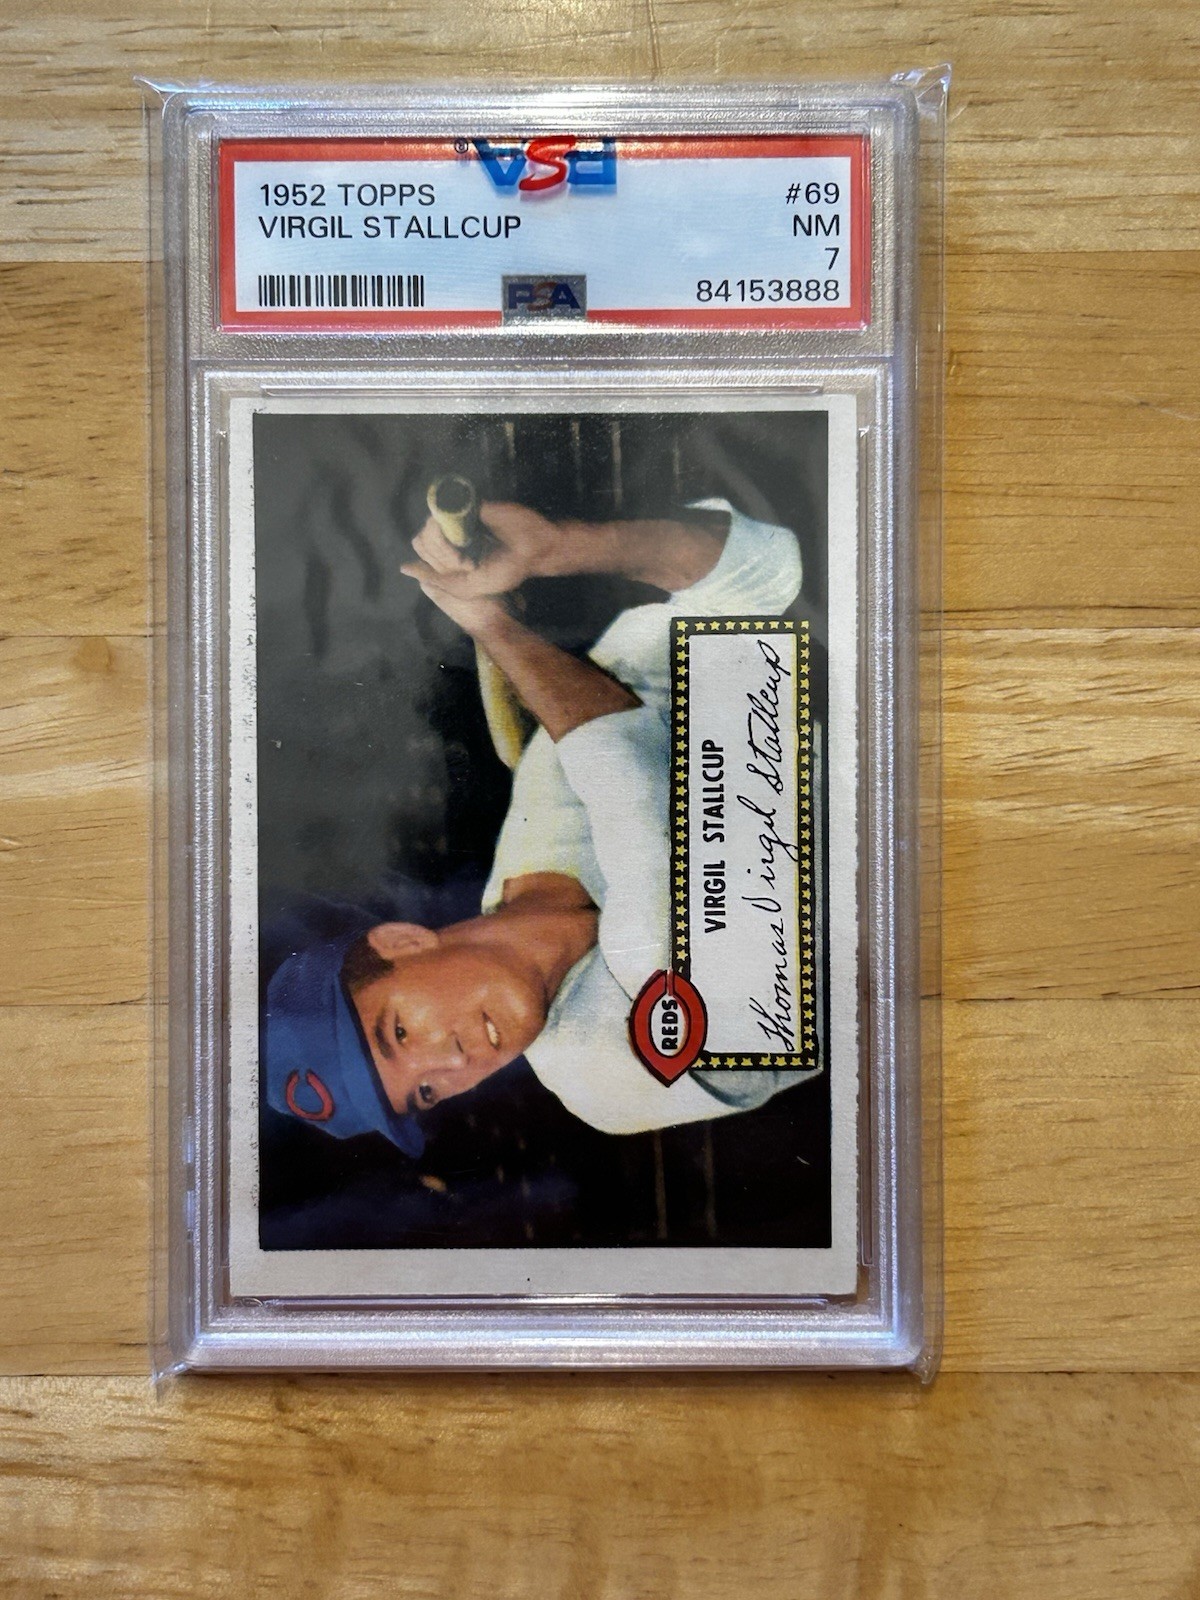 PSA®
1952 TOPPS #69
VIRGIL STALLCUP NM
7
PSA 84153888
VIRGIL STALLCUP
Thomas Virgil Stallcup
REDS
C